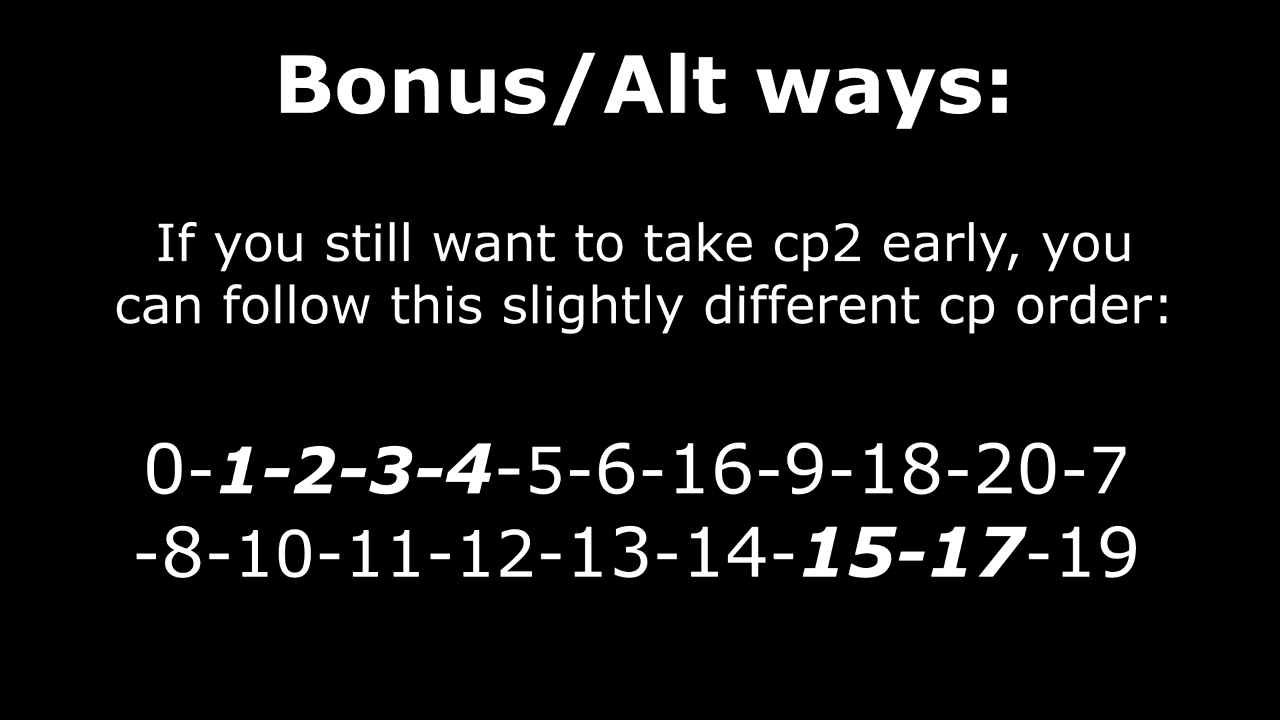 Bonus/Alt ways:
If you still want to take cp2 early, you
can follow this slightly different cp order:
0-1-2-3-4-5-6-16-9-18-20-7
-8-10-11-12-13-14-15-17-19